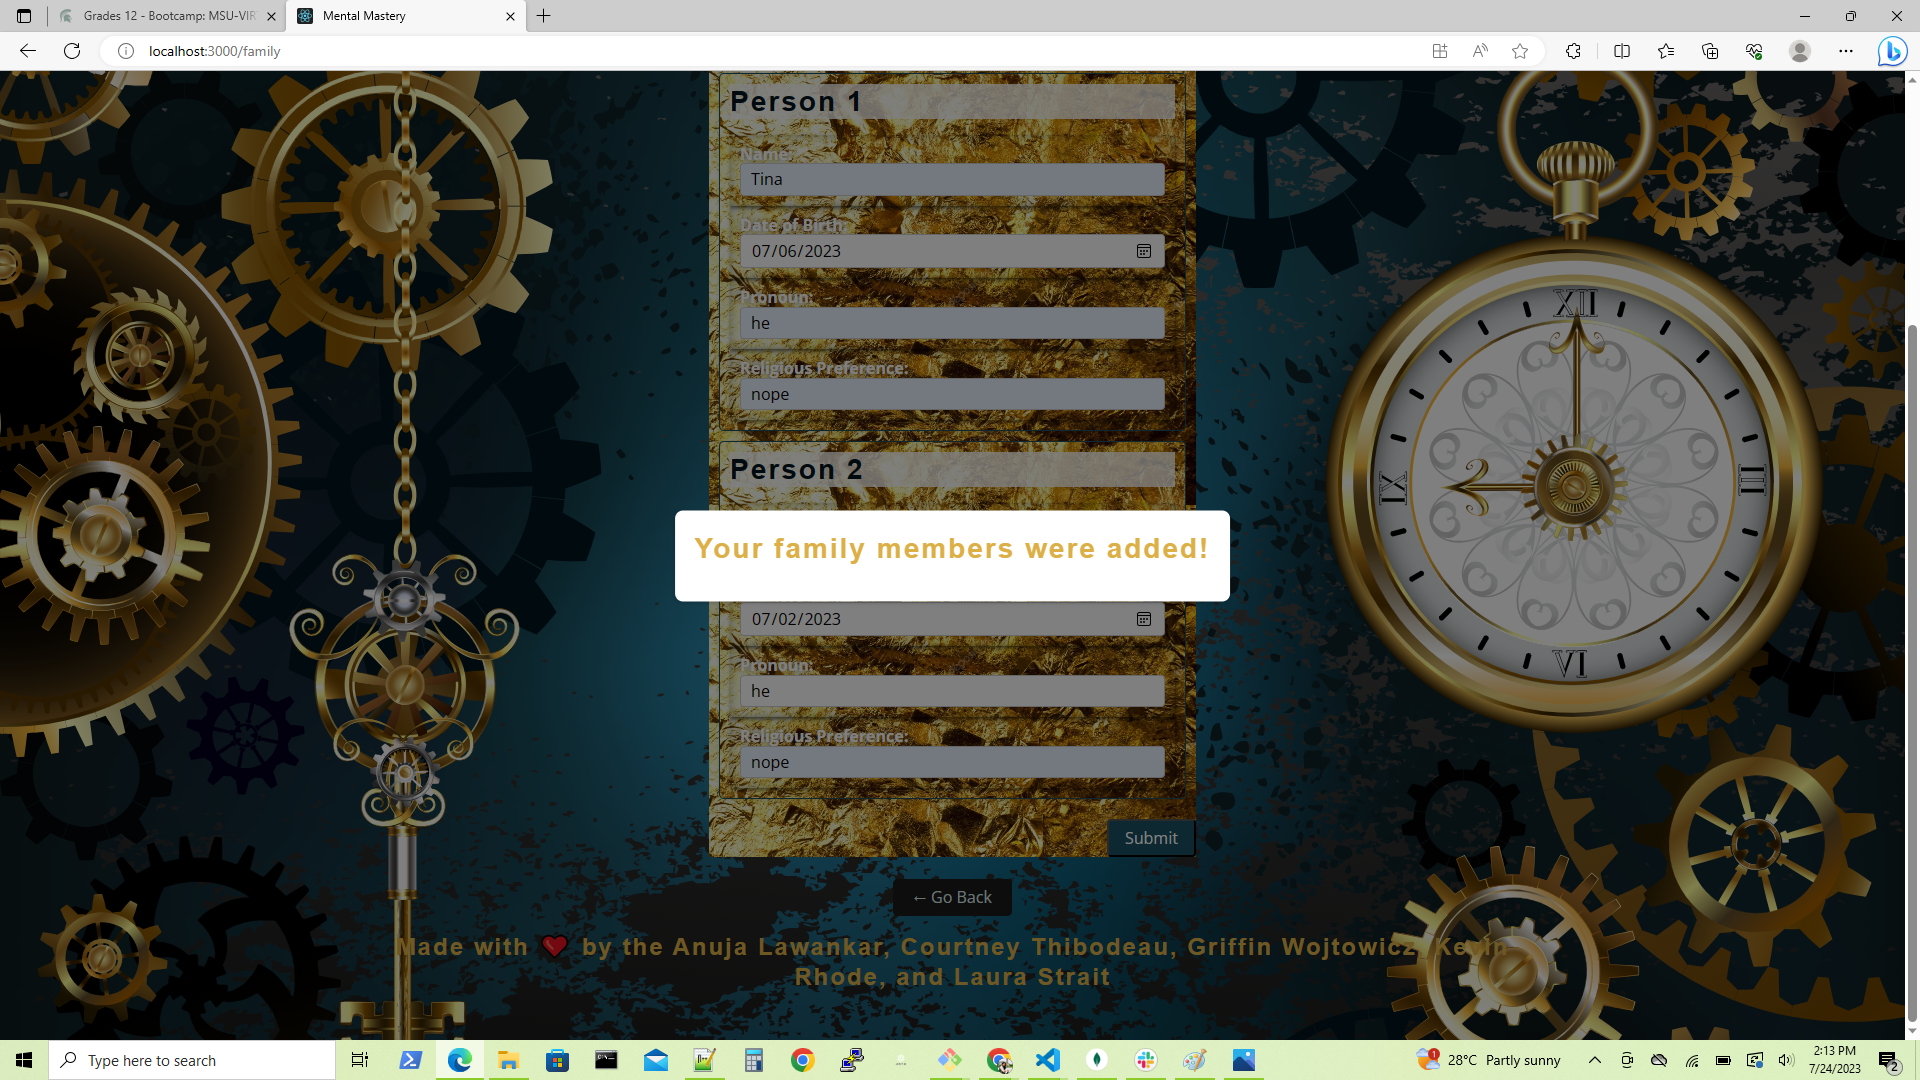 Grades 12 - Bootcamp: MSU-VIR
Mental Mastery
localhost:3000/family
Person 1
Name:
Tina
Date of Birth:
07/06/2023
Pronoun:
he
Religious Preference:
nope
Person 2
Your family members were added!
07/02/2023
Pronoun:
he
Religious Preference:
nope
Submit
← Go Back
Made with ❤️ by the Anuja Lawankar, Courtney Thibodeau, Griffin Wojtowicz, Kevin
Rhode, and Laura Strait
XII
III
VI
IX
Type here to search
1
28°C Partly sunny
2:13 PM
7/24/2023
2